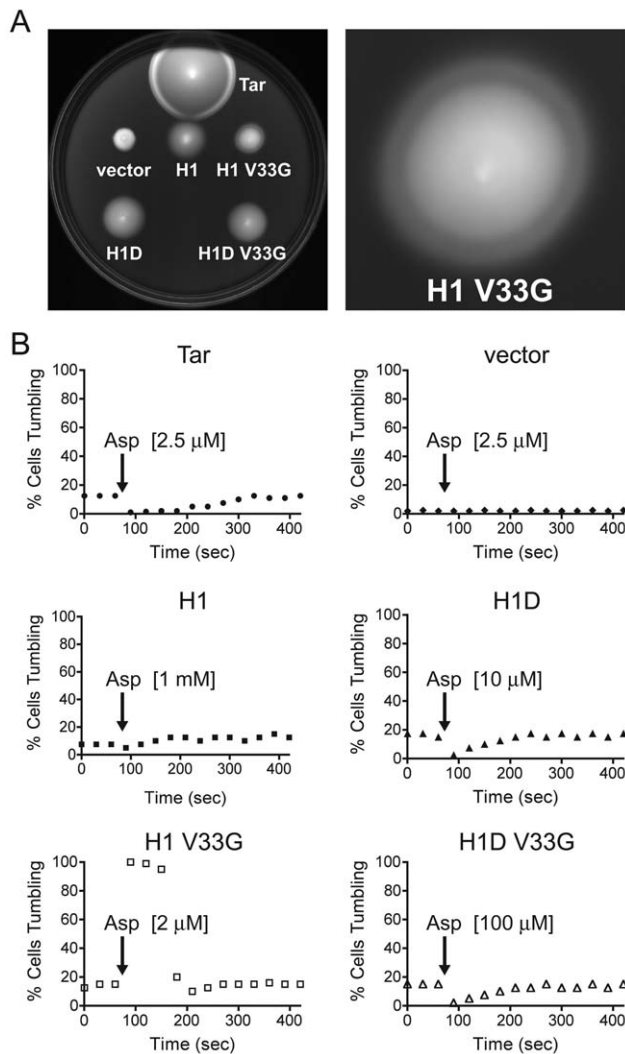 A
Tar
vector
H1
H1 V33G
H1D
H1D V33G
H1 V33G
B
Tar
% Cells Tumbling
100
80
60
40
20
0
Asp [2.5 µM]
0 100 200 300 400
Time (sec)
vector
% Cells Tumbling
100
80
60
40
20
0
Asp [2.5 µM]
0 100 200 300 400
Time (sec)
H1
% Cells Tumbling
100
80
60
40
20
0
Asp [1 mM]
0 100 200 300 400
Time (sec)
H1D
% Cells Tumbling
100
80
60
40
20
0
Asp [10 µM]
0 100 200 300 400
Time (sec)
H1 V33G
% Cells Tumbling
100
80
60
40
20
0
Asp [2 µM]
0 100 200 300 400
Time (sec)
H1D V33G
% Cells Tumbling
100
80
60
40
20
0
Asp [100 µM]
0 100 200 300 400
Time (sec)